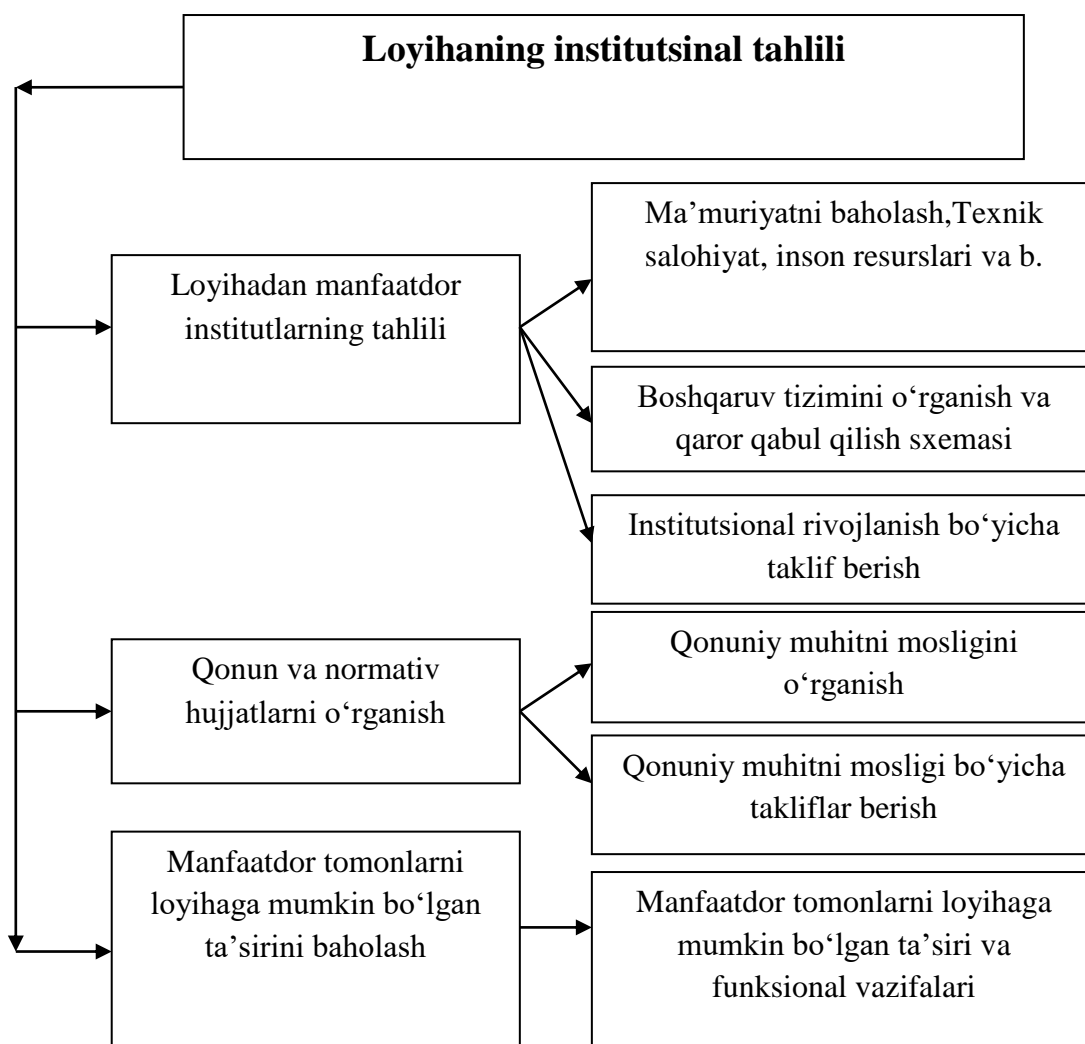 Loyihaning institutsinal tahlili
Ma’muriyatni baholash,Texnik
salohiyat, inson resurslari va b.
Loyihadan manfaatdor
institutlarning tahlili
Boshqaruv tizimini o‘rganish va
qaror qabul qilish sxemasi
Institutsional rivojlanish bo‘yicha
taklif berish
Qonun va normativ
hujjatlarni o‘rganish
Qonuniy muhitni mosligini
o‘rganish
Qonuniy muhitni mosligi bo‘yicha
takliflar berish
Manfaatdor tomonlarni
loyihaga mumkin bo‘lgan
ta’sirini baholash
Manfaatdor tomonlarni loyihaga
mumkin bo‘lgan ta’siri va
funksional vazifalari